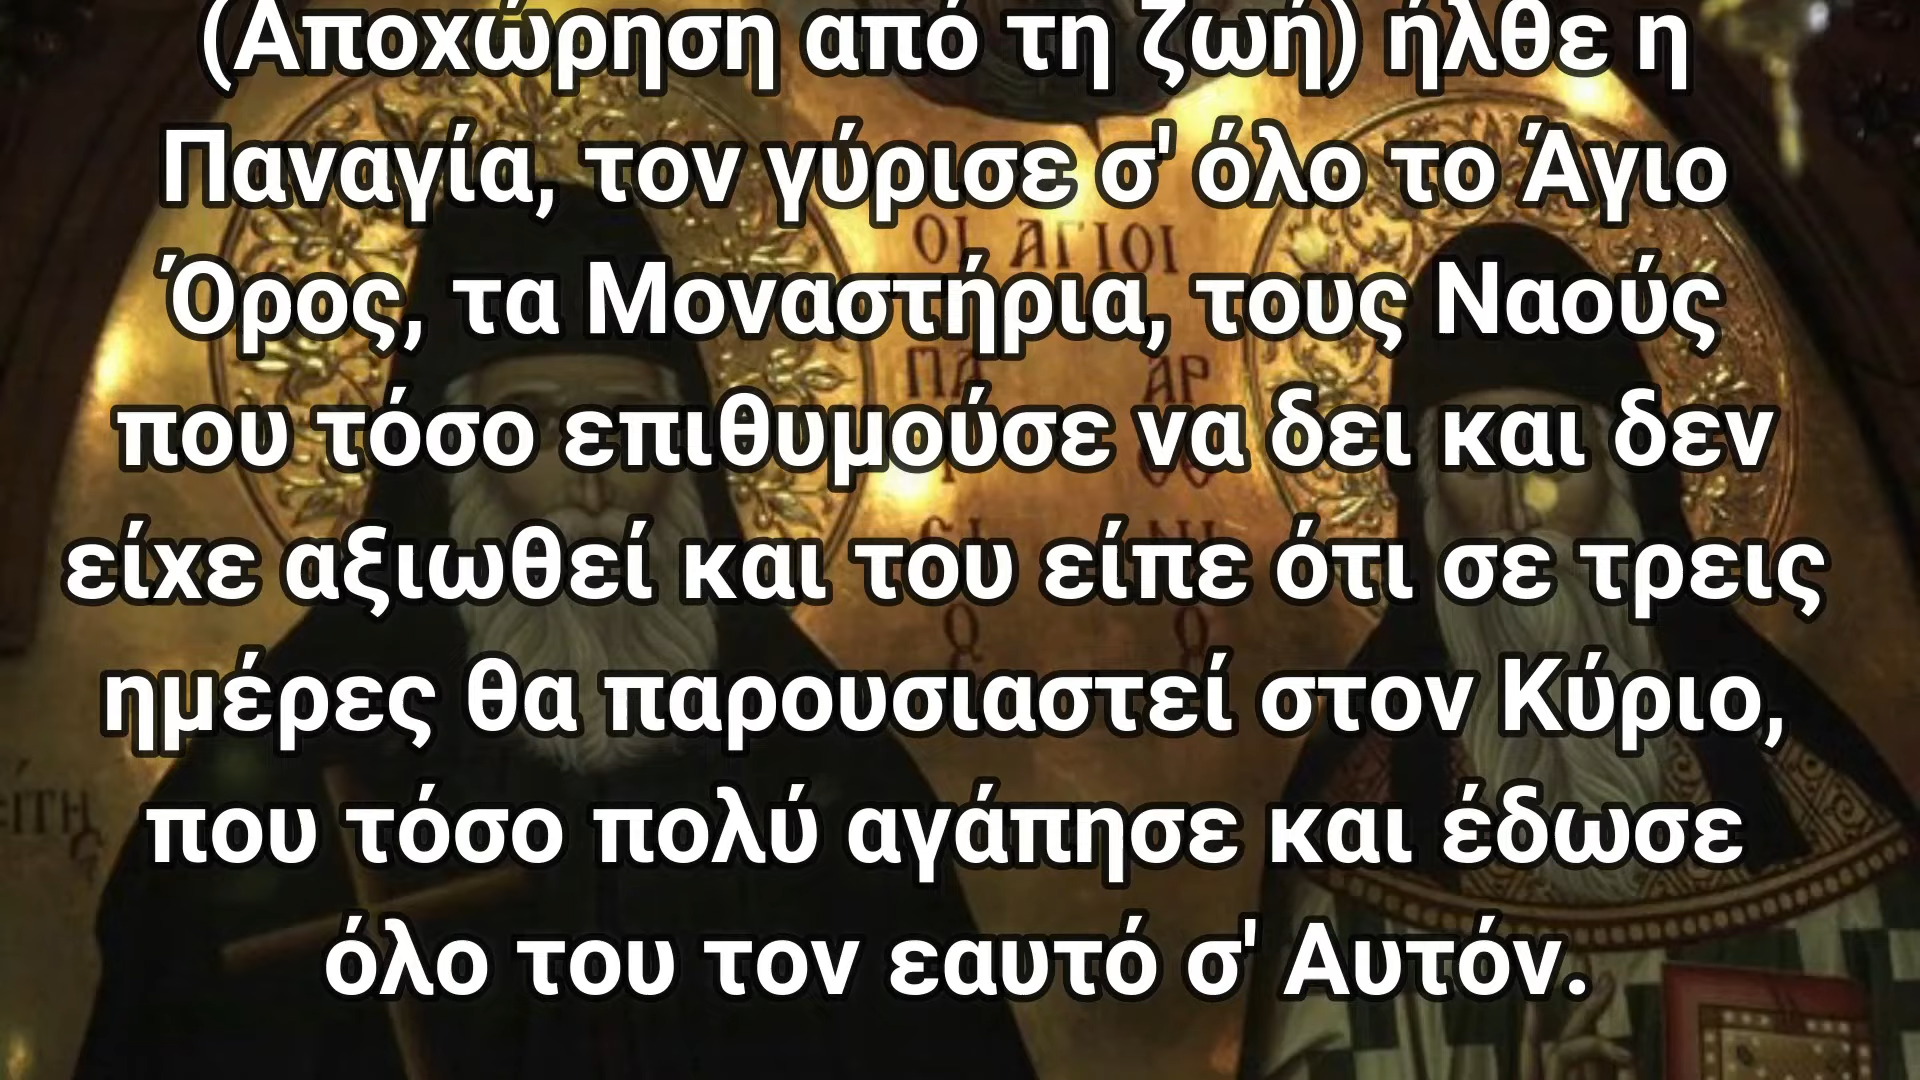 (Αποχώρηση από τη ζωή) ήλθε η
Παναγία, τον γύρισε σ' όλο το Άγιο
Όρος, τα Μοναστήρια, τους Ναούς
που τόσο επιθυμούσε να δει και δεν
είχε αξιωθεί και του είπε ότι σε τρεις
ημέρες θα παρουσιαστεί στον Κύριο,
που τόσο πολύ αγάπησε και έδωσε
όλο του τον εαυτό σ' Αυτόν.
ΟΙ ΑΓΙΟΙ